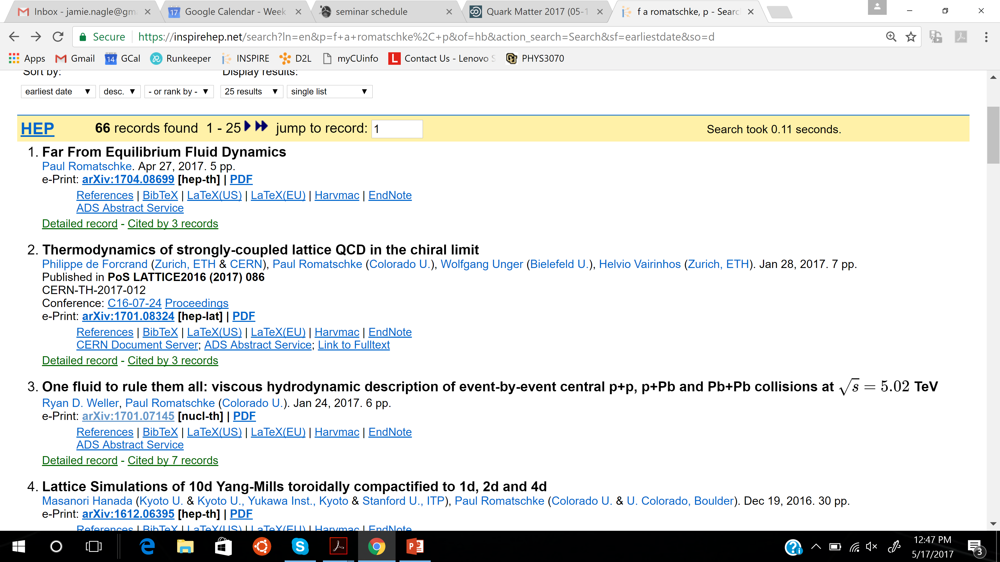 Inbox - jamie.nagle@gm
Google Calendar - Week
seminar schedule
Quark Matter 2017 (05-1
f a romatschke, p - Searc
Secure
https://inspirehep.net/search?ln=en&p=f+a+romatschke%2C+p&of=hb&action_search=Search&sf=earliestdate&so=d
Apps
17
Gmail
14
GCal
Runkeeper
INSPIRE
D2L
myCUinfo
L
Contact Us - Lenovo S
PHYS3070
Sort by:
Display results:
earliest date
desc.
- or rank by -
25 results
single list
HEP 66 records found 1 - 25 jump to record: 1 Search took 0.11 seconds.
1. Far From Equilibrium Fluid Dynamics
Paul Romatschke. Apr 27, 2017. 5 pp.
e-Print: arXiv:1704.08699 [hep-th] | PDF
References | BibTeX | LaTeX(US) | LaTeX(EU) | Harvmac | EndNote
ADS Abstract Service
Detailed record - Cited by 3 records
2. Thermodynamics of strongly-coupled lattice QCD in the chiral limit
Philippe de Forcrand (Zurich, ETH & CERN), Paul Romatschke (Colorado U.), Wolfgang Unger (Bielefeld U.), Helvio Vairinhos (Zurich, ETH). Jan 28, 2017. 7 pp.
Published in PoS LATTICE2016 (2017) 086
CERN-TH-2017-012
Conference: C16-07-24 Proceedings
e-Print: arXiv:1701.08324 [hep-lat] | PDF
References | BibTeX | LaTeX(US) | LaTeX(EU) | Harvmac | EndNote
CERN Document Server; ADS Abstract Service; Link to Fulltext
Detailed record - Cited by 3 records
3. One fluid to rule them all: viscous hydrodynamic description of event-by-event central p+p, p+Pb and Pb+Pb collisions at √s = 5.02 TeV
Ryan D. Weller, Paul Romatschke (Colorado U.). Jan 24, 2017. 6 pp.
e-Print: arXiv:1701.07145 [nucl-th] | PDF
References | BibTeX | LaTeX(US) | LaTeX(EU) | Harvmac | EndNote
ADS Abstract Service
Detailed record - Cited by 7 records
4. Lattice Simulations of 10d Yang-Mills toroidally compactified to 1d, 2d and 4d
Masanori Hanada (Kyoto U. & Kyoto U., Yukawa Inst., Kyoto & Stanford U., ITP), Paul Romatschke (Colorado U. & U. Colorado, Boulder). Dec 19, 2016. 30 pp.
e-Print: arXiv:1612.06395 [hep-th] | PDF
References | BibTeX | LaTeX(US) | LaTeX(EU) | Harvmac | EndNote
12:47 PM
5/17/2017
3